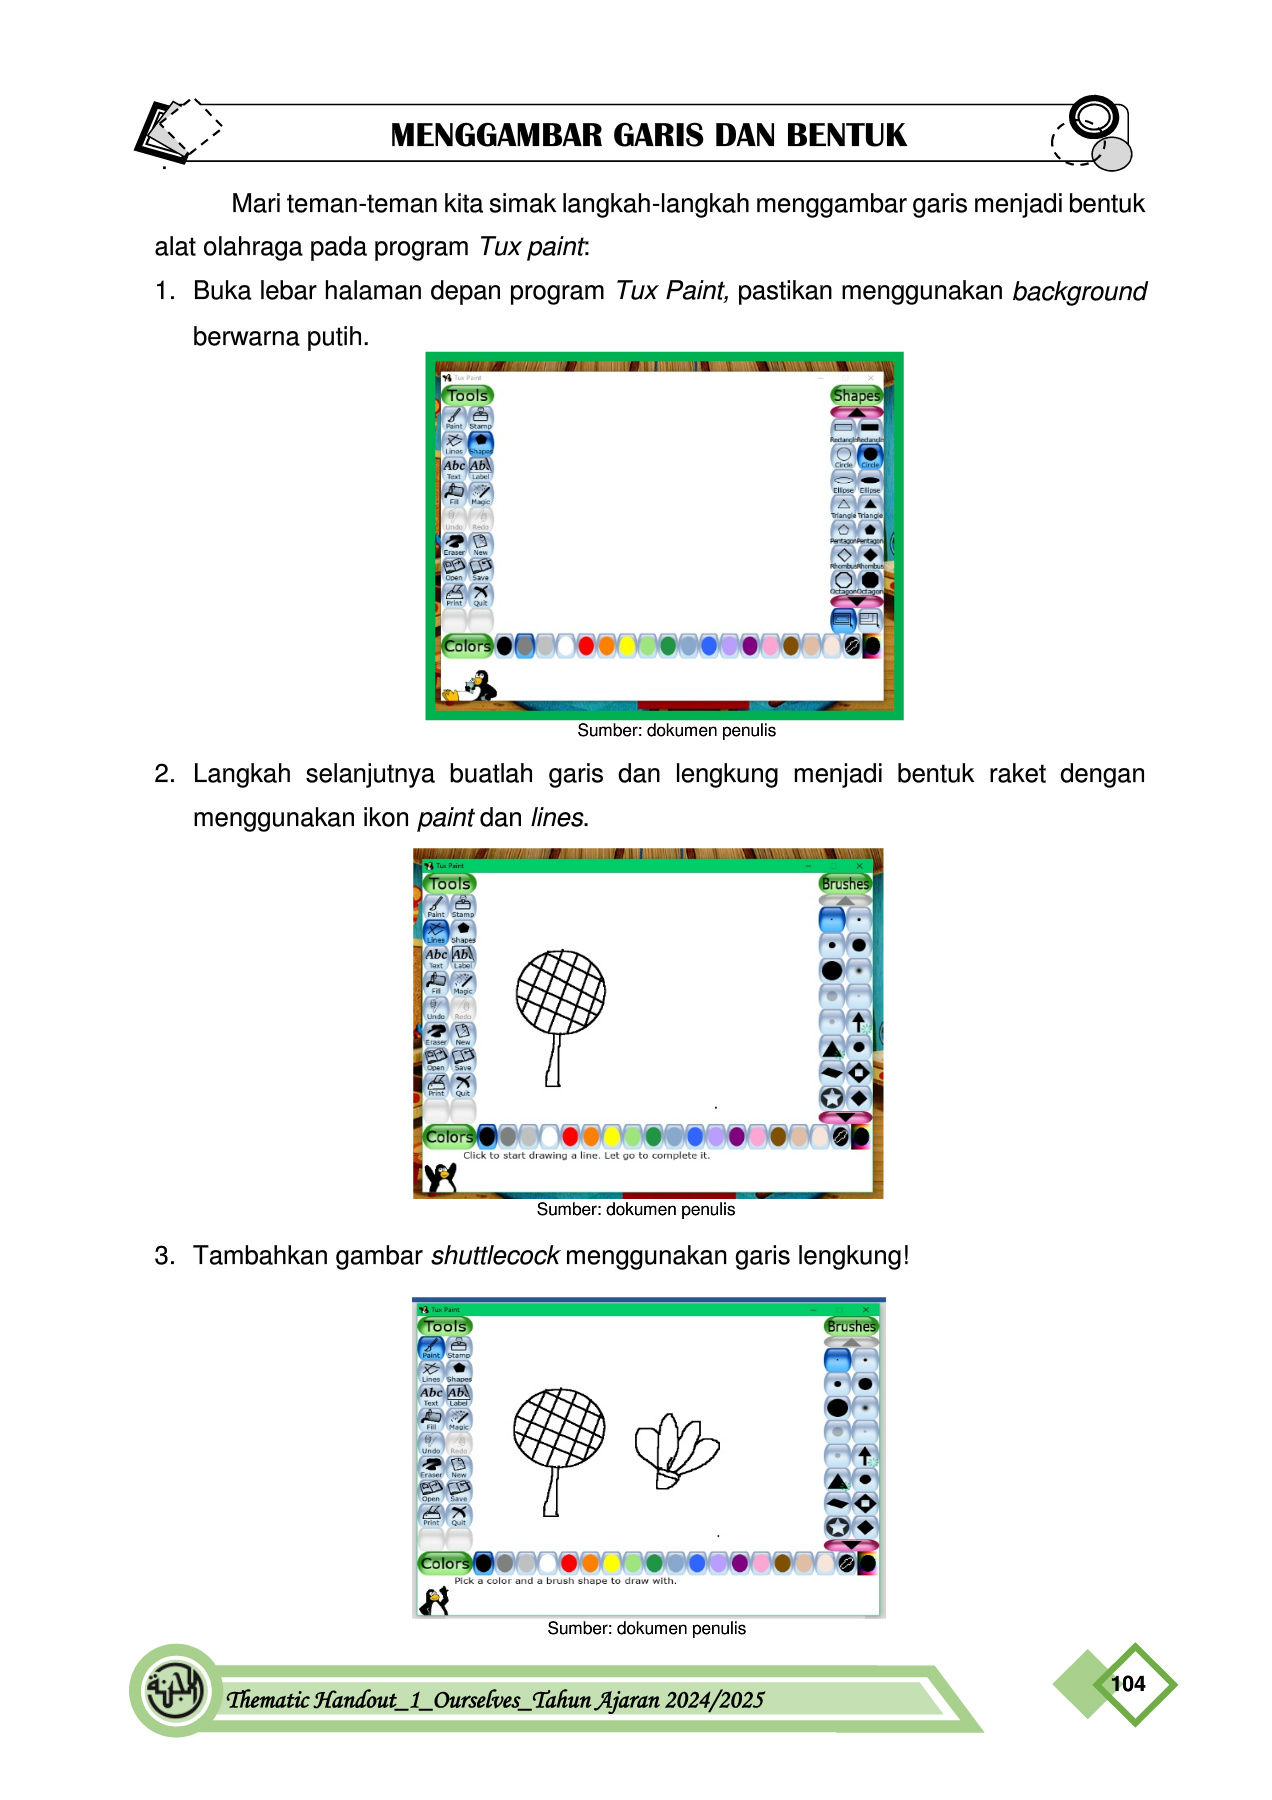 MENGGAMBAR GARIS DAN BENTUK
Mari teman-teman kita simak langkah-langkah menggambar garis menjadi bentuk
alat olahraga pada program Tux paint:
1. Buka lebar halaman depan program Tux Paint, pastikan menggunakan background
berwarna putih.
Tux Paint
Tools Shapes
Paint Stamp
Rectangle Rectangle
Lines Shapes
Circle Circle
Abc Abc
Text Label
Ellipse Ellipse
Fill Magic
Triangle Triangle
Undo Redo
Pentagon Pentagon
Eraser New
Rhombus Rhombus
Open Save
Octagon Octagon
Print Quit
Colors
Sumber: dokumen penulis
2. Langkah selanjutnya buatlah garis dan lengkung menjadi bentuk raket dengan
menggunakan ikon paint dan lines.
Tux Paint
Tools Brushes
Paint Stamp
Lines Shapes
Abc Abc
Text Label
Fill Magic
Undo Redo
Eraser New
Open Save
Print Quit
Colors
Click to start drawing a line. Let go to complete it.
Sumber: dokumen penulis
3. Tambahkan gambar shuttlecock menggunakan garis lengkung!
Tux Paint
Tools Brushes
Paint Stamp
Lines Shapes
Abc Abc
Text Label
Fill Magic
Undo Redo
Eraser New
Open Save
Print Quit
Colors
Pick a color and a brush shape to draw with.
Sumber: dokumen penulis
Thematic Handout_1_Ourselves_Tahun Ajaran 2024/2025
104